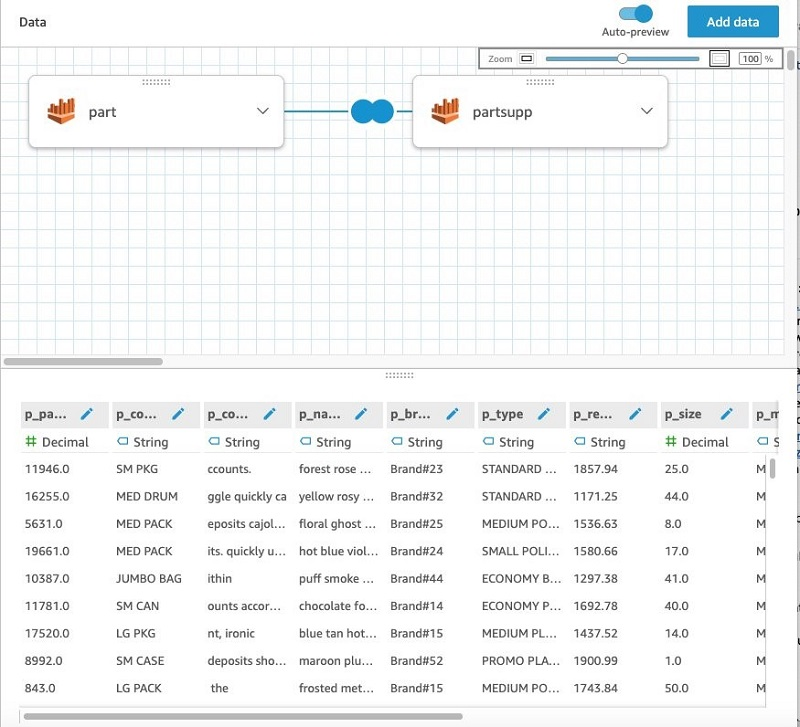 Data
Auto-preview
Add data
Zoom 100 %
part
partsupp
p_pa... p_co... p_co... p_na... p_br... p_type p_re... p_size p_m
# Decimal String String String String String String # Decimal S
11946.0 SM PKG ccounts. forest rose ... Brand#23 STANDARD ... 1857.94 25.0 M
16255.0 MED DRUM ggle quickly ca yellow rosy ... Brand#32 STANDARD ... 1171.25 44.0 M
5631.0 MED PACK eposits cajol... floral ghost ... Brand#25 MEDIUM PO... 1536.63 8.0 M
19661.0 MED PACK its. quickly u... hot blue viol... Brand#24 SMALL POLI... 1580.66 17.0 M
10387.0 JUMBO BAG ithin puff smoke ... Brand#44 ECONOMY B... 1297.38 41.0 M
11781.0 SM CAN ounts accor... chocolate fo... Brand#14 ECONOMY P... 1692.78 40.0 M
17520.0 LG PKG nt, ironic blue tan hot... Brand#15 MEDIUM PL... 1437.52 14.0 M
8992.0 SM CASE deposits sho... maroon plu... Brand#52 PROMO PLA... 1900.99 1.0 M
843.0 LG PACK the frosted met... Brand#15 MEDIUM PO... 1743.84 50.0 M